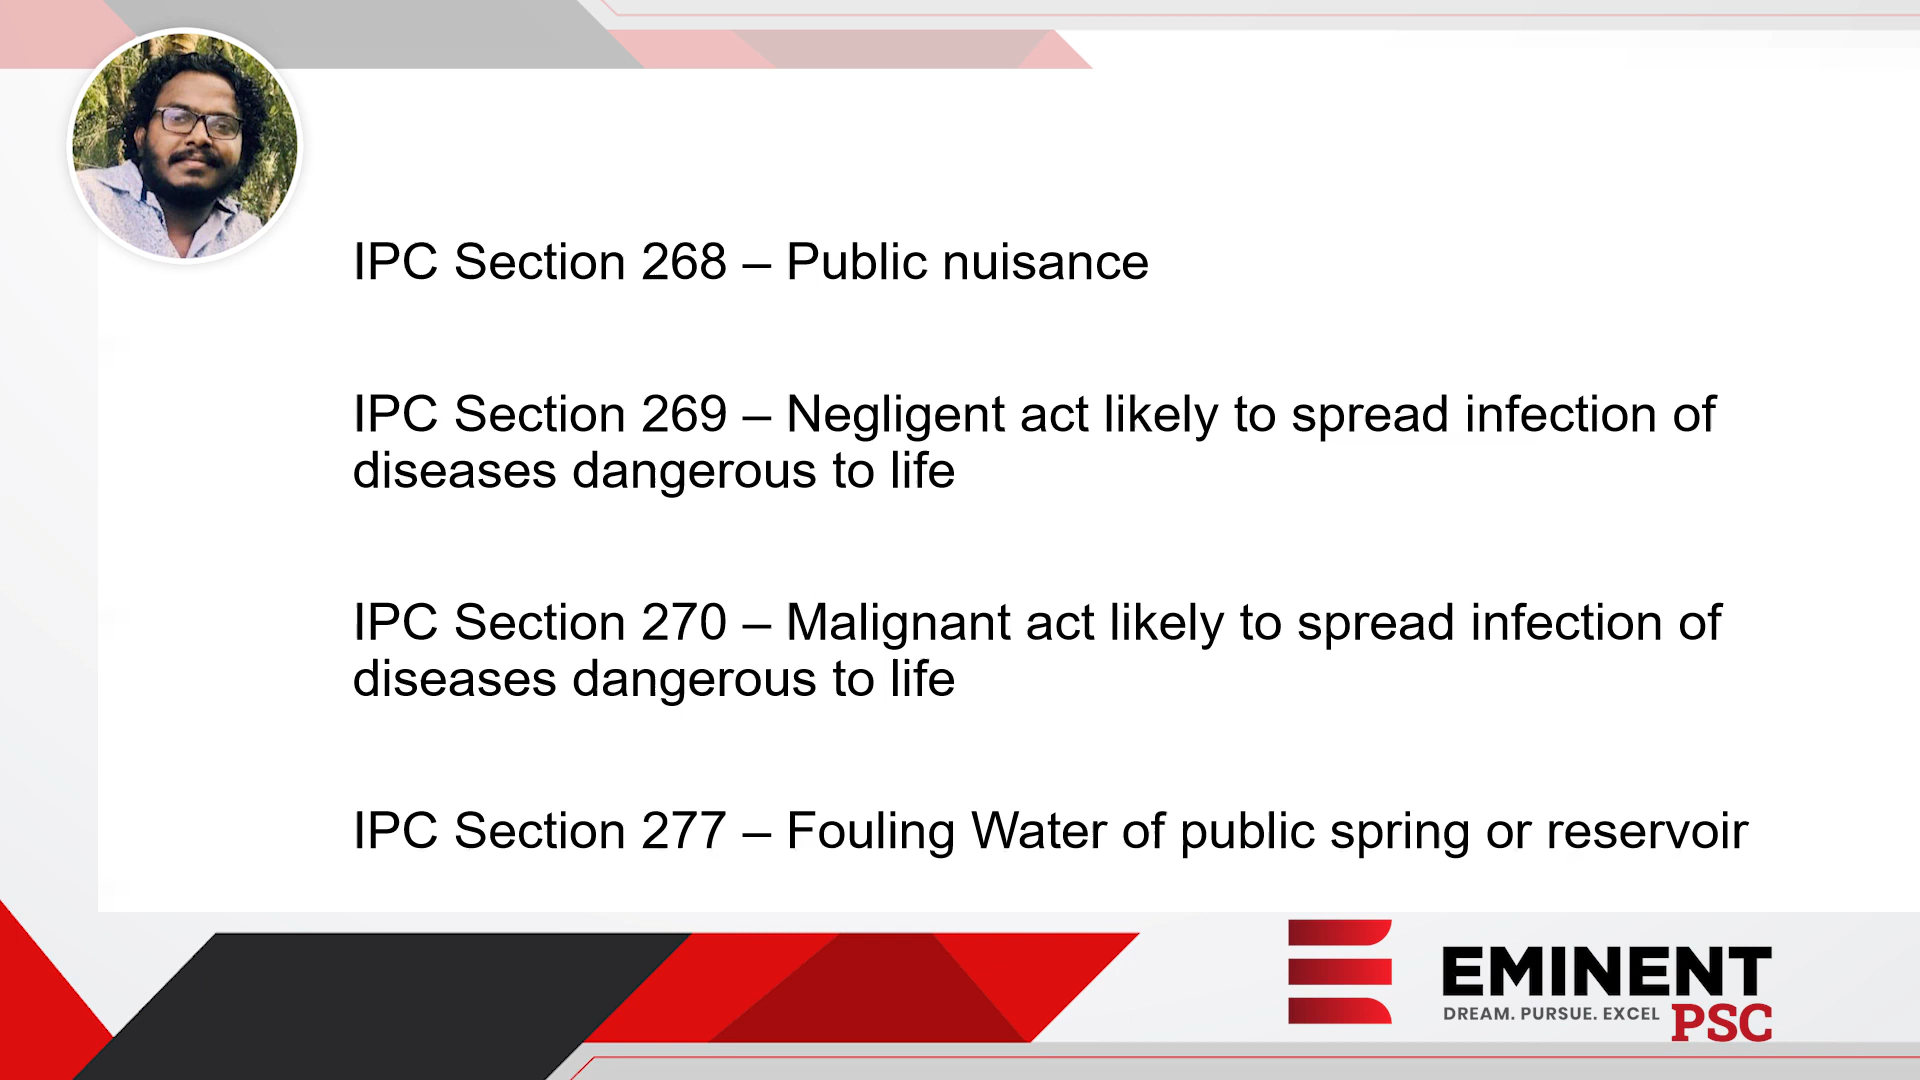 IPC Section 268 – Public nuisance
IPC Section 269 – Negligent act likely to spread infection of
diseases dangerous to life
IPC Section 270 – Malignant act likely to spread infection of
diseases dangerous to life
IPC Section 277 – Fouling Water of public spring or reservoir
EMINENT
DREAM. PURSUE. EXCEL
PSC